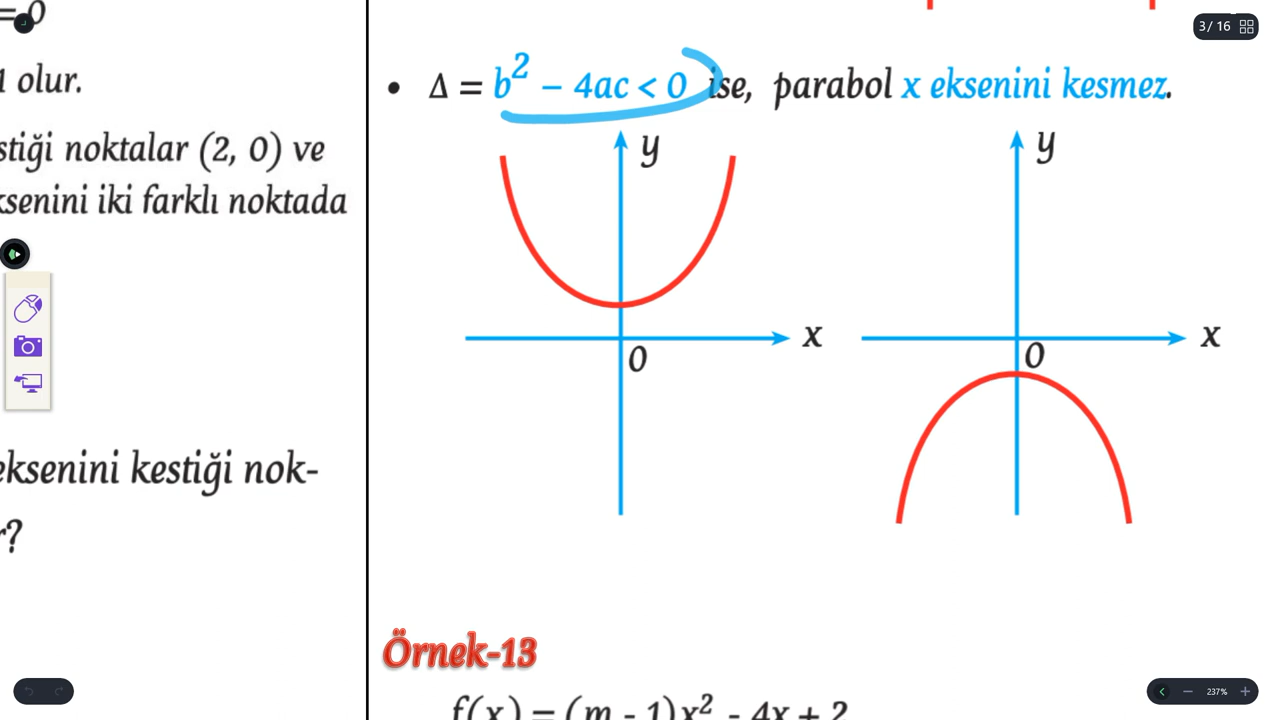 = 0
1 olur.
stiği noktalar (2, 0) ve
ksenini iki farklı noktada
eksenini kestiği nok-
r?
3 / 16
• Δ = b² – 4ac < 0 ise, parabol x eksenini kesmez.
y
x
0
y
x
0
Örnek-13
f(x) = (m - 1)x² - 4x + 2
237%